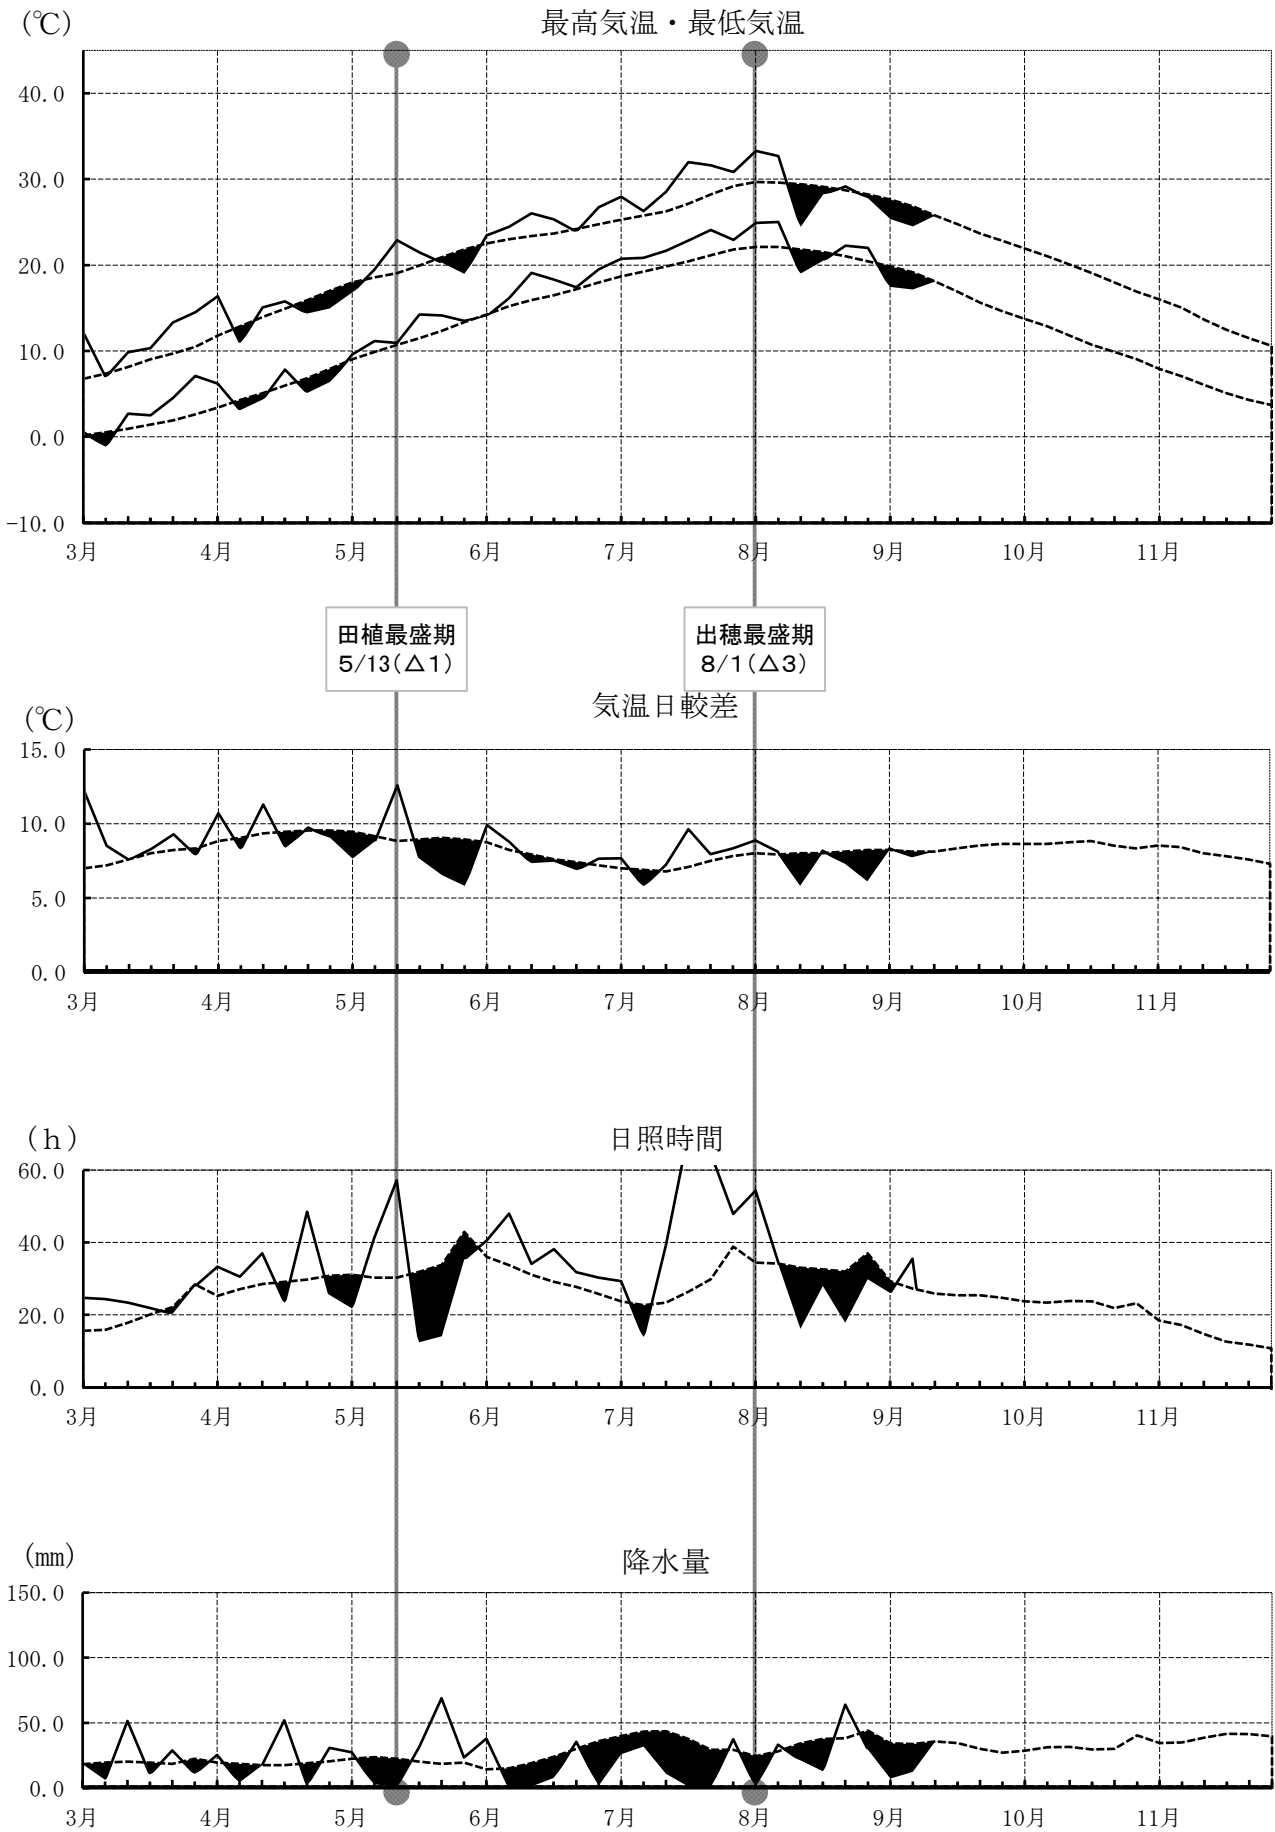 (℃)
最高気温・最低気温
40.0
30.0
20.0
10.0
0.0
-10.0
3月 4月 5月 6月 7月 8月 9月 10月 11月
田植最盛期
5/13(△1)
出穂最盛期
8/1(△3)
(℃)
気温日較差
15.0
10.0
5.0
0.0
3月 4月 5月 6月 7月 8月 9月 10月 11月
(ｈ)
日照時間
60.0
40.0
20.0
0.0
3月 4月 5月 6月 7月 8月 9月 10月 11月
(㎜)
降水量
150.0
100.0
50.0
0.0
3月 4月 5月 6月 7月 8月 9月 10月 11月